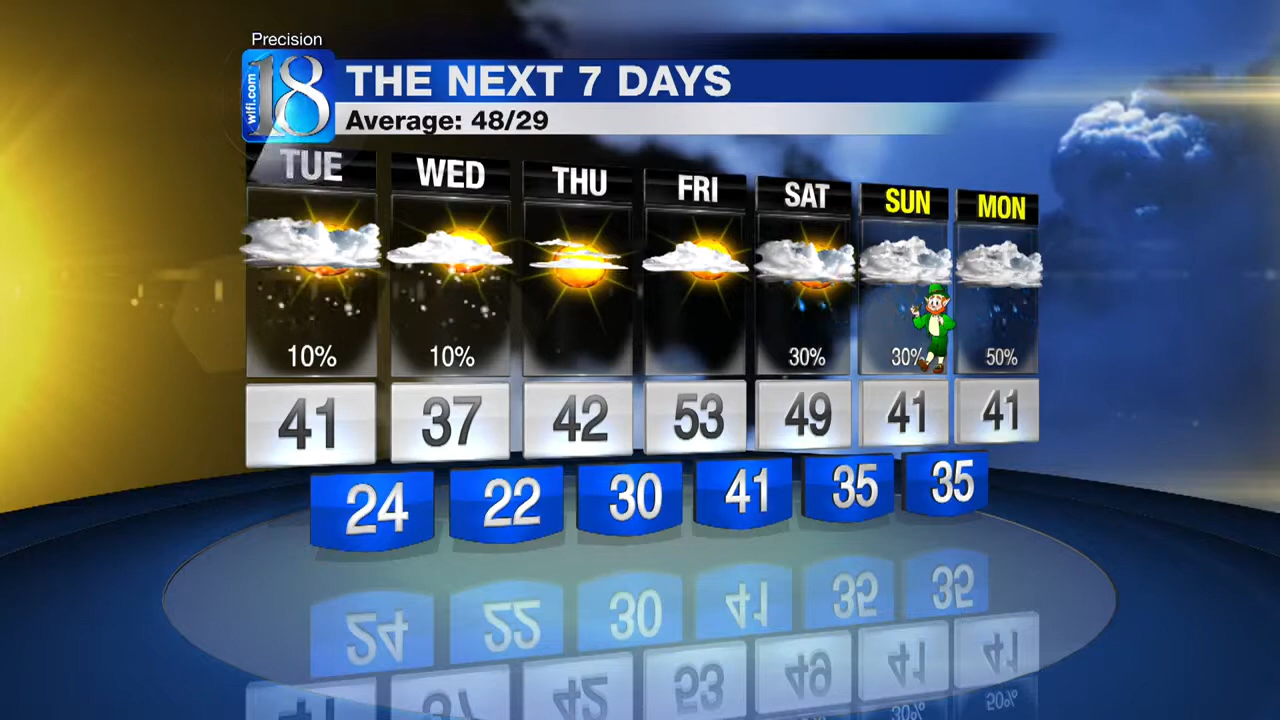 Precision
wlfi.com
18
THE NEXT 7 DAYS
Average: 48/29
TUE WED THU FRI SAT SUN MON
10% 10% 30% 30% 50%
41 37 42 53 49 41 41
24 22 30 41 35 35